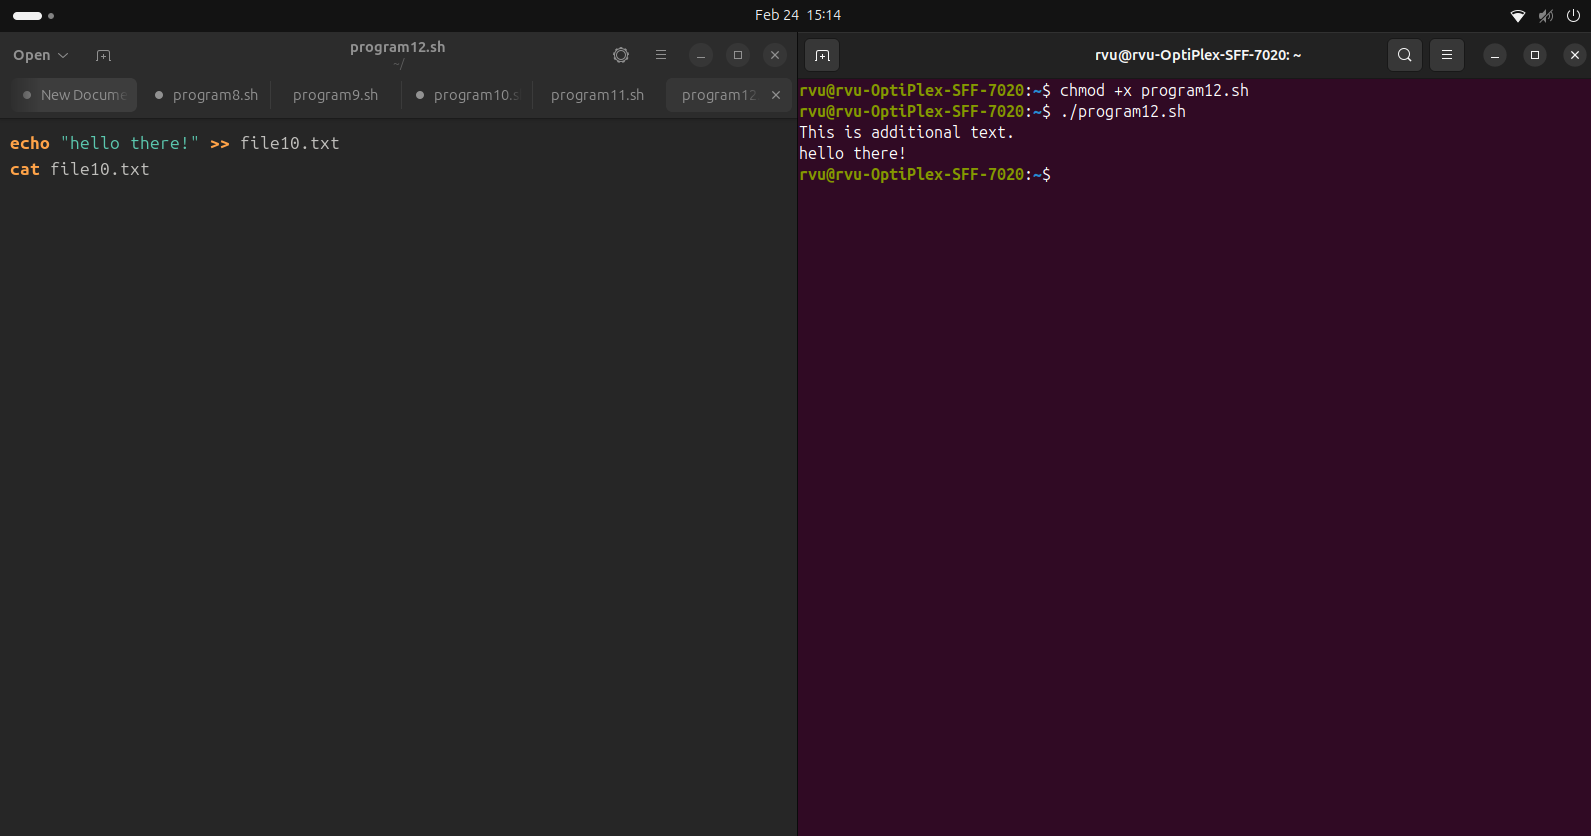 Feb 24 15:14
Open
program12.sh
~/
New Docume
program8.sh
program9.sh
program10.s
program11.sh
program12
echo "hello there!" >> file10.txt
cat file10.txt
rvu@rvu-OptiPlex-SFF-7020: ~
rvu@rvu-OptiPlex-SFF-7020:~$ chmod +x program12.sh
rvu@rvu-OptiPlex-SFF-7020:~$ ./program12.sh
This is additional text.
hello there!
rvu@rvu-OptiPlex-SFF-7020:~$